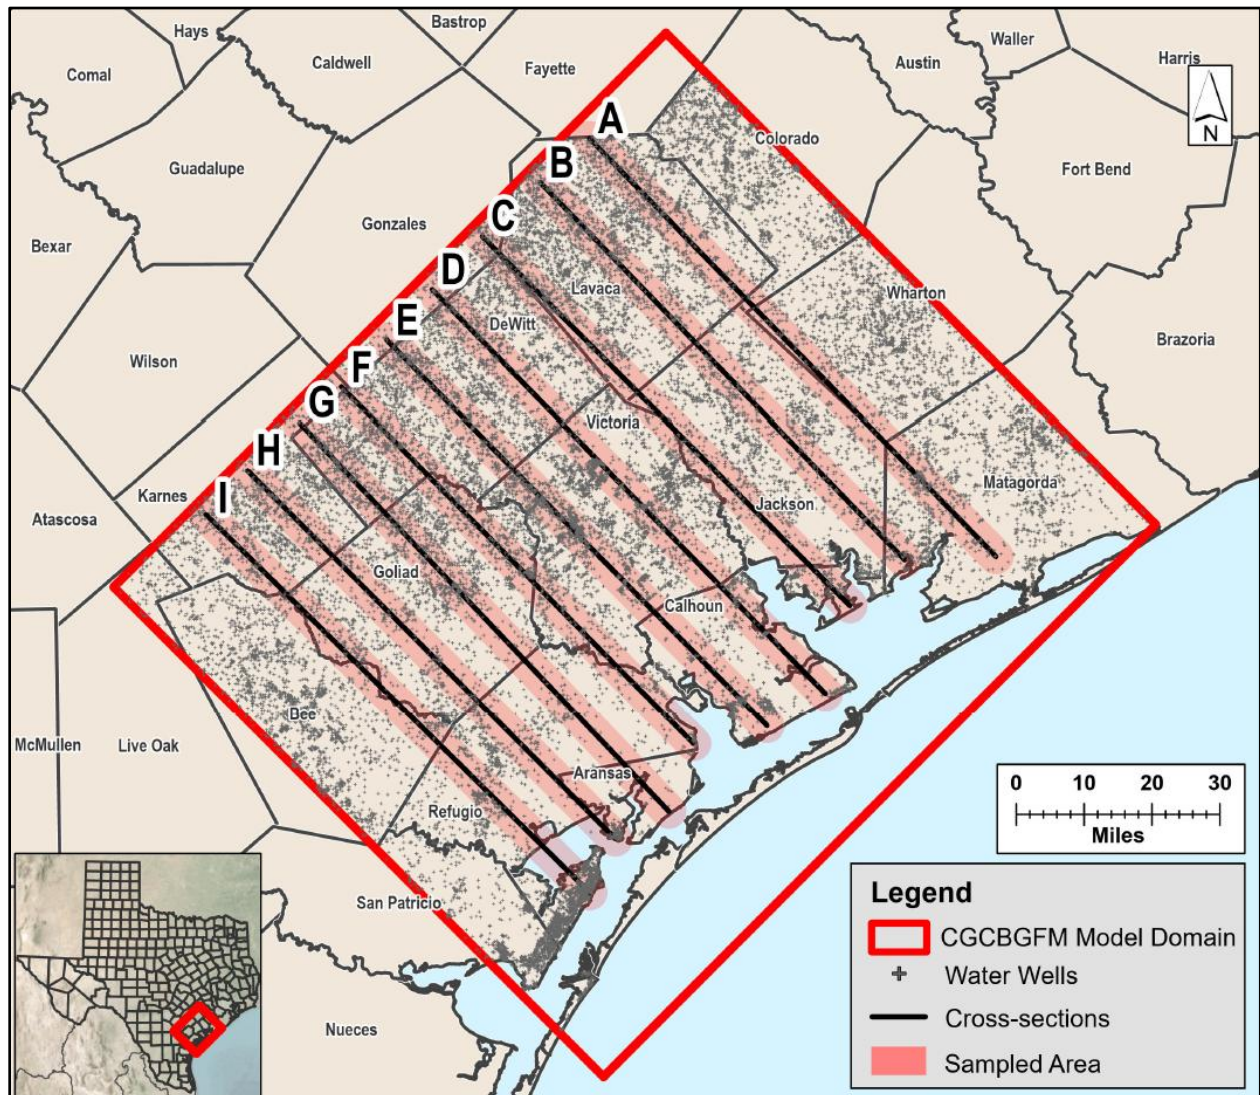 Bastrop
Hays
Waller
Comal
Caldwell
Fayette
Austin
Harris
N
A
Colorado
B
Guadalupe
Fort Bend
C
Gonzales
Bexar
D
Lavaca
Wharton
E
DeWitt
Brazoria
Wilson
F
G
Victoria
H
Matagorda
Karnes
I
Atascosa
Jackson
Goliad
Calhoun
Bee
McMullen
Live Oak
Aransas
Refugio
0 10 20 30
Miles
San Patricio
Nueces
Legend
CGCBGFM Model Domain
Water Wells
Cross-sections
Sampled Area